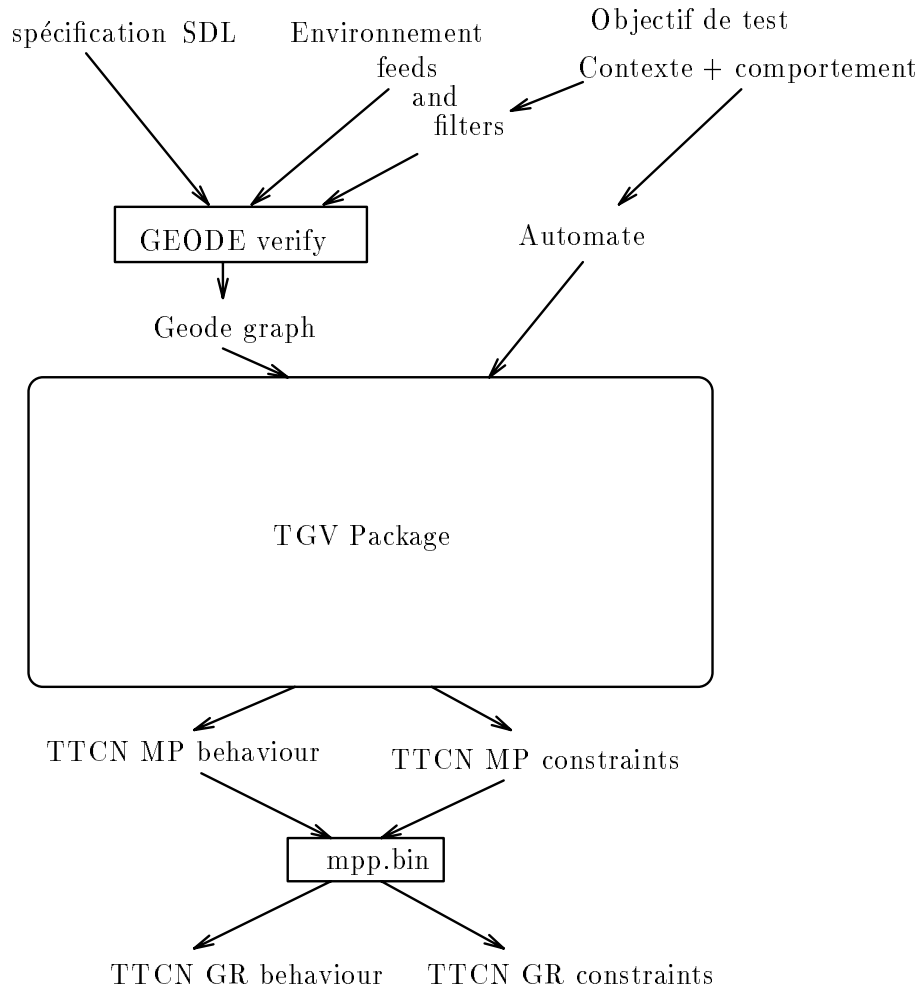 Objectif de test
spécification SDL
Environnement
feeds
and
filters
Contexte + comportement
GEODE verify
Automate
Geode graph
TGV Package
TTCN MP behaviour
TTCN MP constraints
mpp.bin
TTCN GR behaviour
TTCN GR constraints